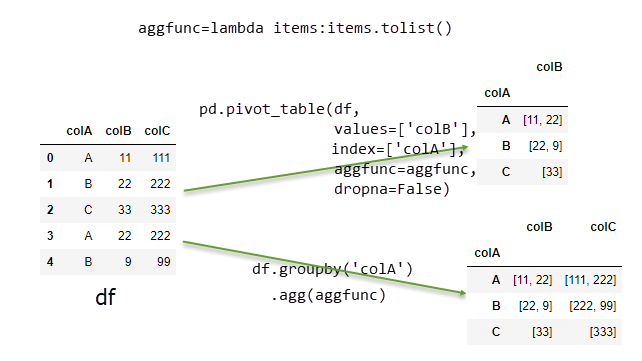 aggfunc=lambda items:items.tolist()
colA colB colC
0 A 11 111
1 B 22 222
2 C 33 333
3 A 22 222
4 B 9 99
df
pd.pivot_table(df,
values=['colB'],
index=['colA'],
aggfunc=aggfunc,
dropna=False)
colB
colA
A [11, 22]
B [22, 9]
C [33]
df.groupby('colA')
.agg(aggfunc)
colB colC
colA
A [11, 22] [111, 222]
B [22, 9] [222, 99]
C [33] [333]